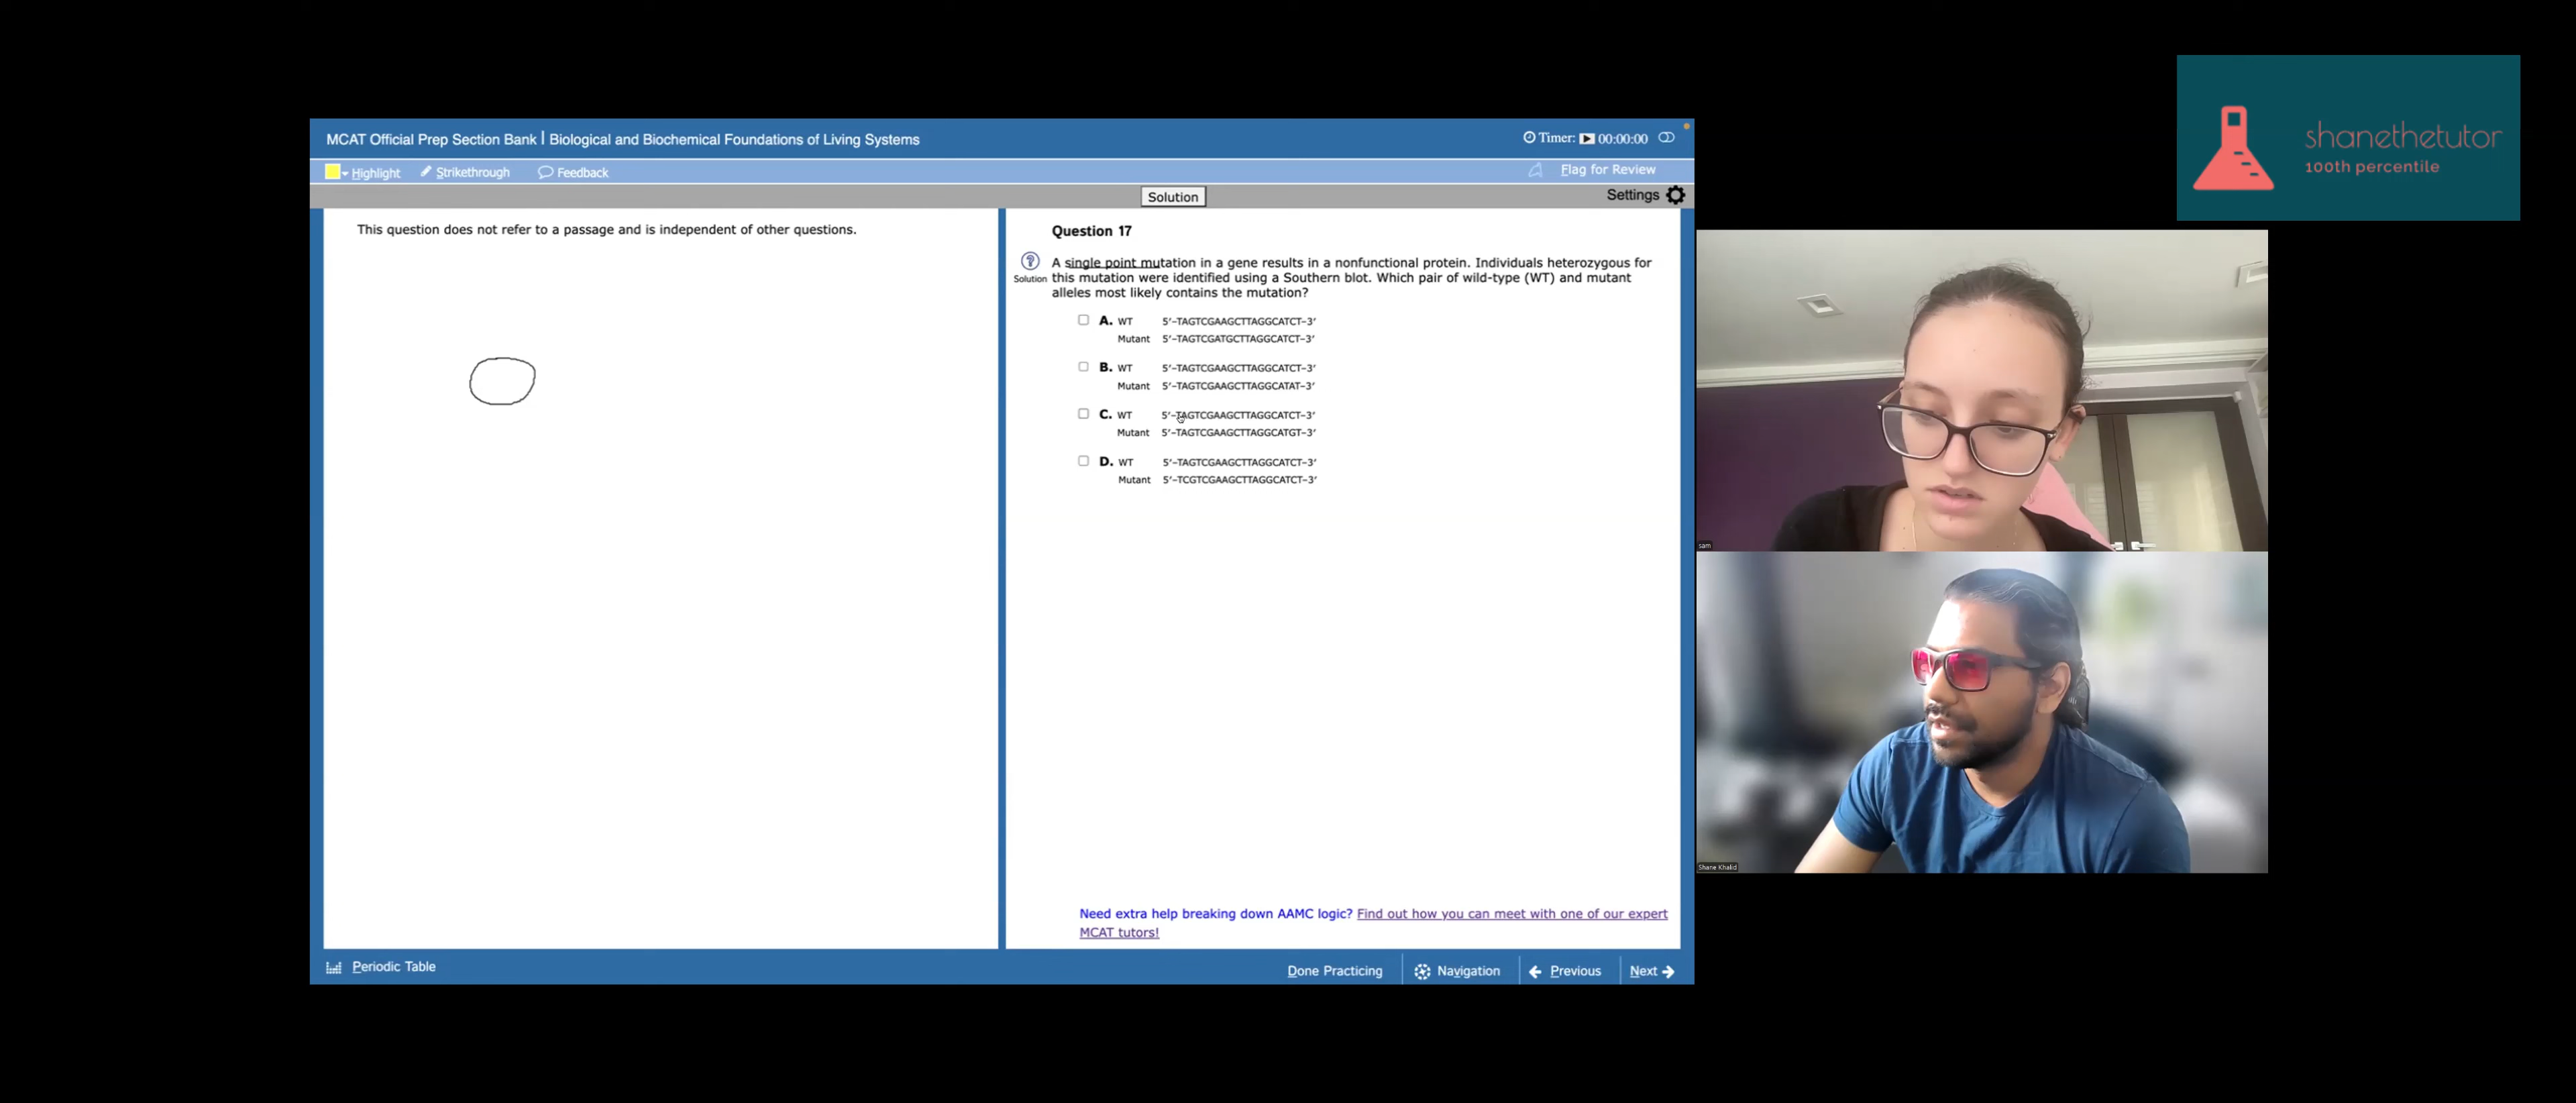 shanethetutor
100th percentile
MCAT Official Prep Section Bank | Biological and Biochemical Foundations of Living Systems
Timer: 00:00:00
Highlight
Strikethrough
Feedback
Flag for Review
Solution
Settings
This question does not refer to a passage and is independent of other questions.
Question 17
Solution
A single point mutation in a gene results in a nonfunctional protein. Individuals heterozygous for
this mutation were identified using a Southern blot. Which pair of wild-type (WT) and mutant
alleles most likely contains the mutation?
A. WT 5′–TAGTCGAAGCTTAGGCATCT–3′
Mutant 5′–TAGTCGATGCTTAGGCATCT–3′
B. WT 5′–TAGTCGAAGCTTAGGCATCT–3′
Mutant 5′–TAGTCGAAGCTTAGGCATAT–3′
C. WT 5′–TAGTCGAAGCTTAGGCATCT–3′
Mutant 5′–TAGTCGAAGCTTAGGCATGT–3′
D. WT 5′–TAGTCGAAGCTTAGGCATCT–3′
Mutant 5′–TCGTCGAAGCTTAGGCATCT–3′
Need extra help breaking down AAMC logic? Find out how you can meet with one of our expert
MCAT tutors!
Periodic Table
Done Practicing
Navigation
Previous
Next
sam
Shane Khalid